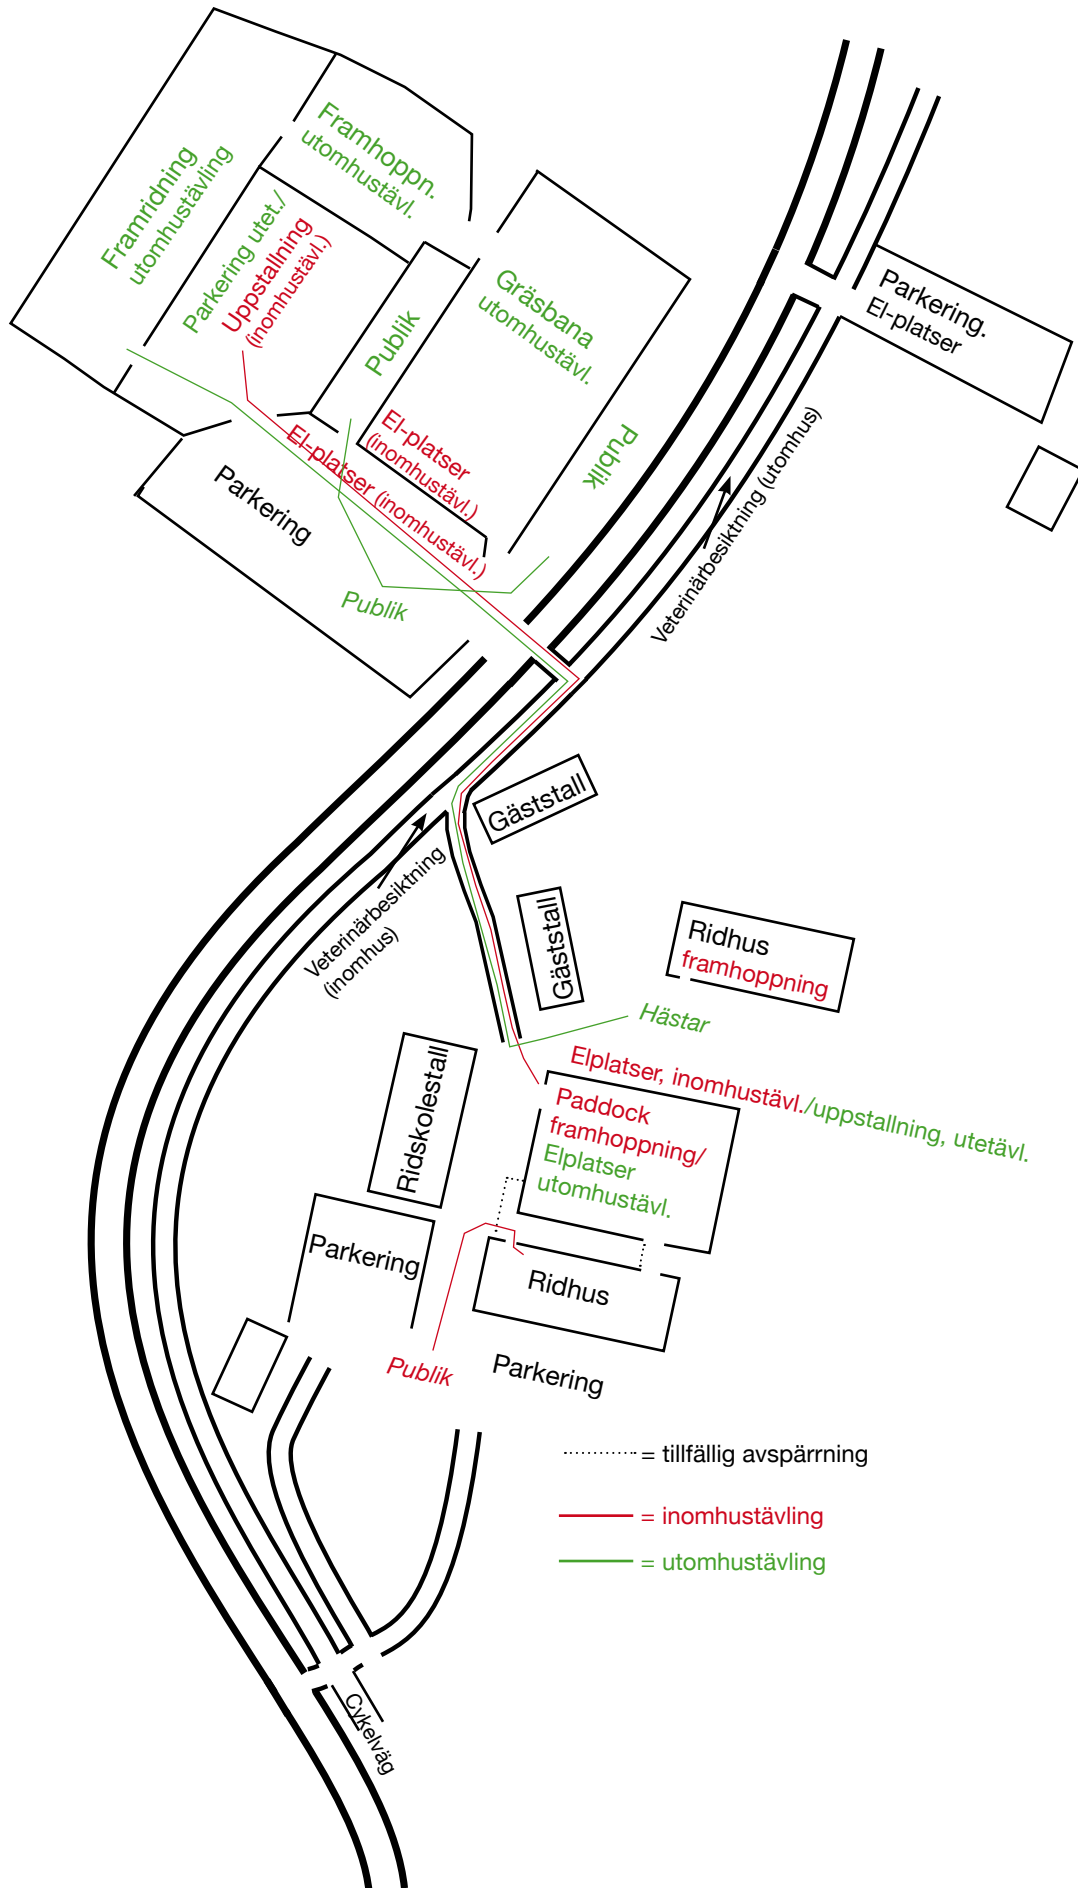 Framhoppn.
utomhustävl.
Framridning
utomhustävling
Parkering utet./
Uppstallning
(inomhustävl.)
Publik
Gräsbana
utomhustävl.
Parkering.
El-platser
El-platser
(inomhustävl.)
Publik
El-platser (inomhustävl.)
Parkering
Publik
Veterinärbesiktning (utomhus)
Gäststall
Veterinärbesiktning
(inomhus)
Gäststall
Ridhus
framhoppning
Hästar
Ridskolestall
Elplatser, inomhustävl./uppstallning, utetävl.
Paddock
framhoppning/
Elplatser
utomhustävl.
Parkering
Ridhus
Publik
Parkering
= tillfällig avspärrning
= inomhustävling
= utomhustävling
Cykelväg